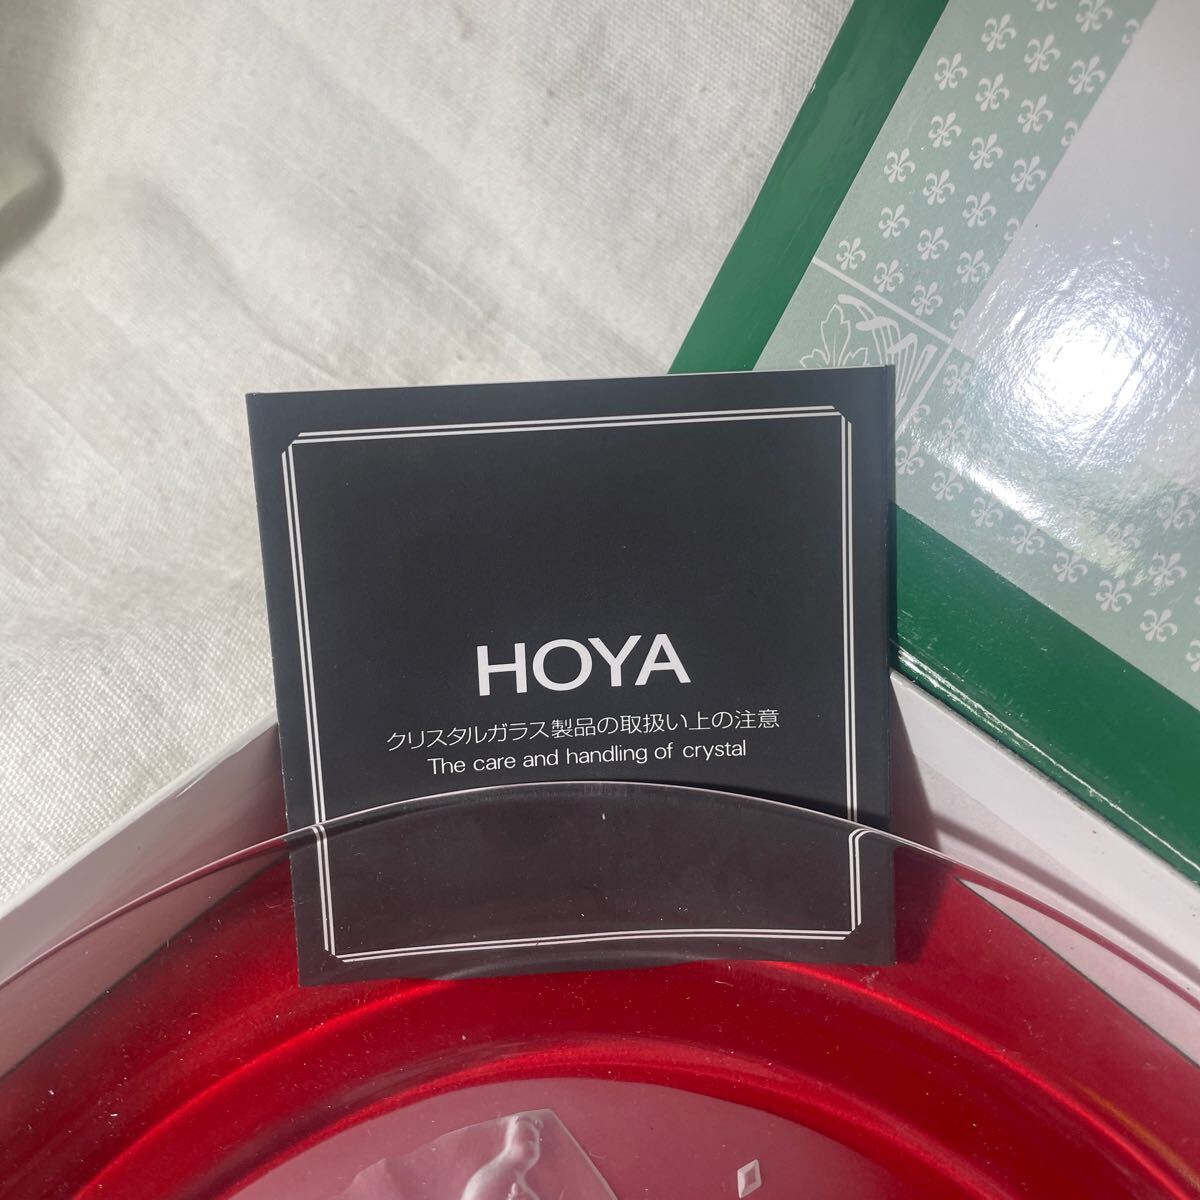 HOYA
クリスタルガラス製品の取扱い上の注意
The care and handling of crystal